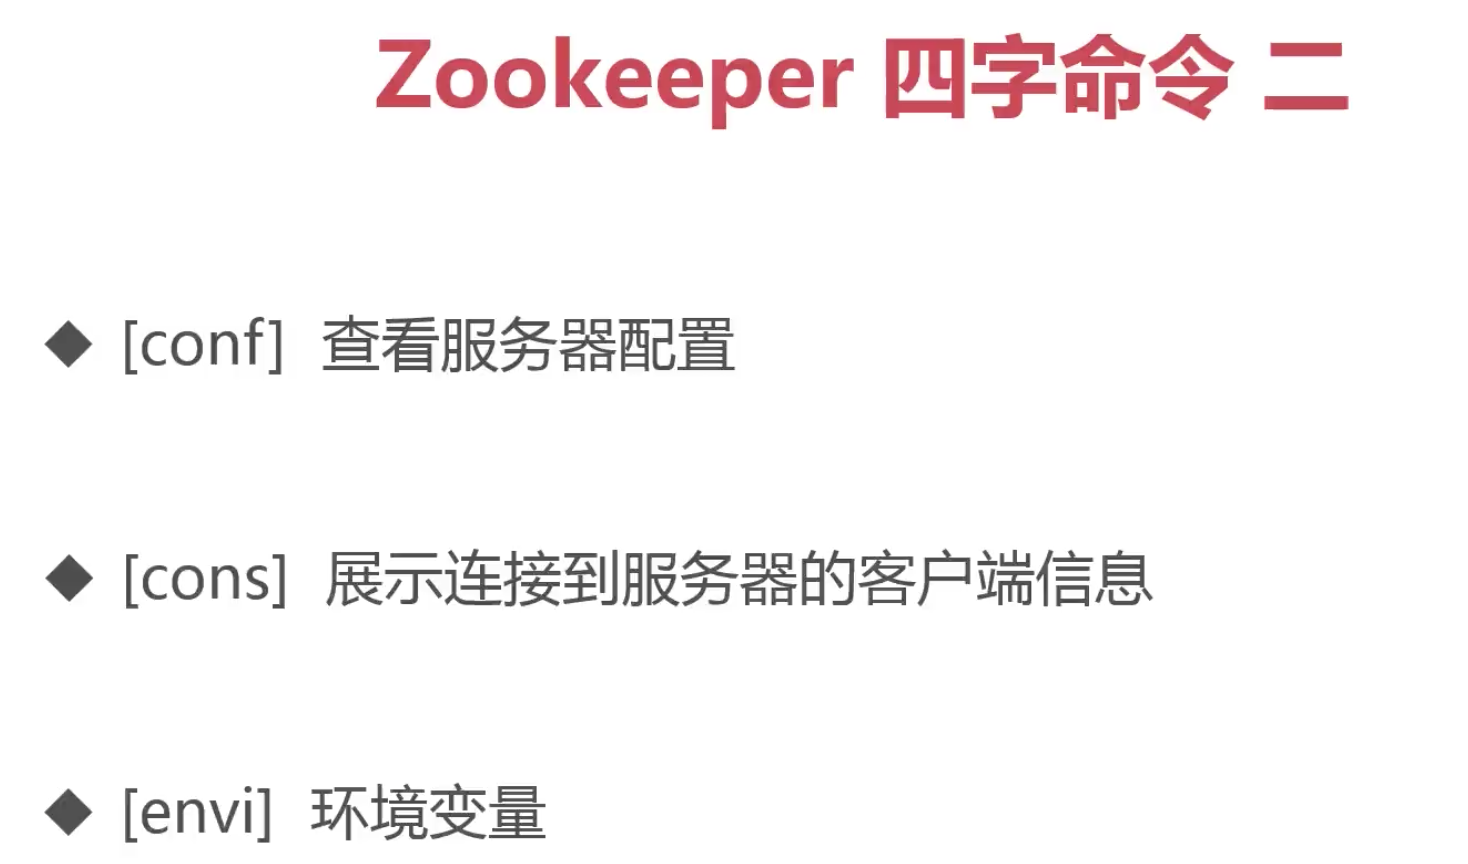 Zookeeper 四字命令 二
◆ [conf] 查看服务器配置
◆ [cons] 展示连接到服务器的客户端信息
◆ [envi] 环境变量